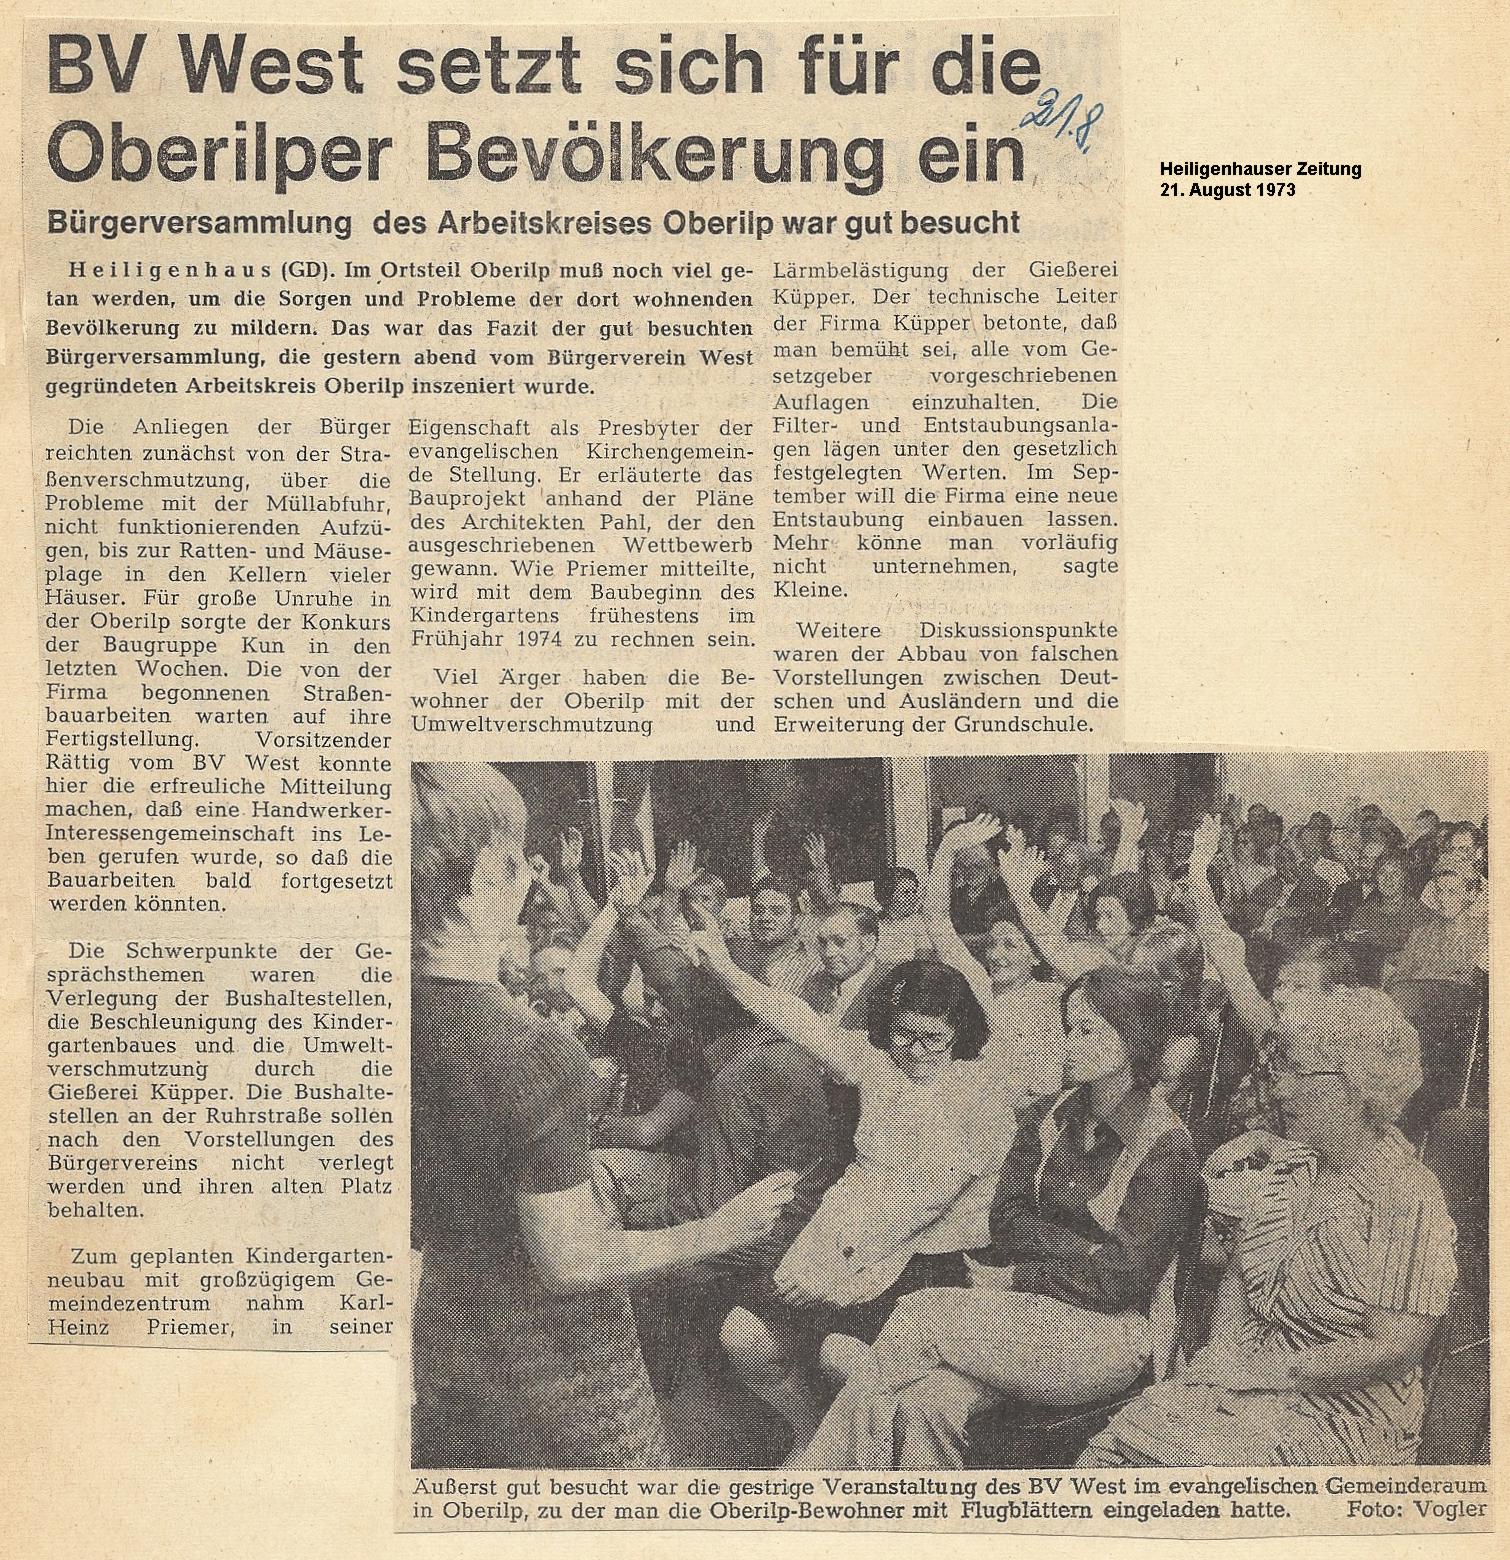 BV West setzt sich für die
Oberilper Bevölkerung ein
21.8.
Heiligenhauser Zeitung
21. August 1973
Bürgerversammlung des Arbeitskreises Oberilp war gut besucht
Heiligenhaus (GD). Im Ortsteil Oberilp muß noch viel ge-
tan werden, um die Sorgen und Probleme der dort wohnenden
Bevölkerung zu mildern. Das war das Fazit der gut besuchten
Bürgerversammlung, die gestern abend vom Bürgerverein West
gegründeten Arbeitskreis Oberilp inszeniert wurde.
Die Anliegen der Bürger
reichten zunächst von der Stra-
ßenverschmutzung, über die
Probleme mit der Müllabfuhr,
nicht funktionierenden Aufzü-
gen, bis zur Ratten- und Mäuse-
plage in den Kellern vieler
Häuser. Für große Unruhe in
der Oberilp sorgte der Konkurs
der Baugruppe Kun in den
letzten Wochen. Die von der
Firma begonnenen Straßen-
bauarbeiten warten auf ihre
Fertigstellung. Vorsitzender
Rättig vom BV West konnte
hier die erfreuliche Mitteilung
machen, daß eine Handwerker-
Interessengemeinschaft ins Le-
ben gerufen wurde, so daß die
Bauarbeiten bald fortgesetzt
werden könnten.
Die Schwerpunkte der Ge-
sprächsthemen waren die
Verlegung der Bushaltestellen,
die Beschleunigung des Kinder-
gartenbaues und die Umwelt-
verschmutzung durch die
Gießerei Küpper. Die Bushalte-
stellen an der Ruhrstraße sollen
nach den Vorstellungen des
Bürgervereins nicht verlegt
werden und ihren alten Platz
behalten.
Zum geplanten Kindergarten-
neubau mit großzügigem Ge-
meindezentrum nahm Karl-
Heinz Priemer, in seiner
Eigenschaft als Presbyter der
evangelischen Kirchengemein-
de Stellung. Er erläuterte das
Bauprojekt anhand der Pläne
des Architekten Pahl, der den
ausgeschriebenen Wettbewerb
gewann. Wie Priemer mitteilte,
wird mit dem Baubeginn des
Kindergartens frühestens im
Frühjahr 1974 zu rechnen sein.
Viel Ärger haben die Be-
wohner der Oberilp mit der
Umweltverschmutzung und
Lärmbelästigung der Gießerei
Küpper. Der technische Leiter
der Firma Küpper betonte, daß
man bemüht sei, alle vom Ge-
setzgeber vorgeschriebenen
Auflagen einzuhalten. Die
Filter- und Entstaubungsanla-
gen lägen unter den gesetzlich
festgelegten Werten. Im Sep-
tember will die Firma eine neue
Entstaubung einbauen lassen.
Mehr könne man vorläufig
nicht unternehmen, sagte
Kleine.
Weitere Diskussionspunkte
waren der Abbau von falschen
Vorstellungen zwischen Deut-
schen und Ausländern und die
Erweiterung der Grundschule.
Äußerst gut besucht war die gestrige Veranstaltung des BV West im evangelischen Gemeinderaum
in Oberilp, zu der man die Oberilp-Bewohner mit Flugblättern eingeladen hatte. Foto: Vogler